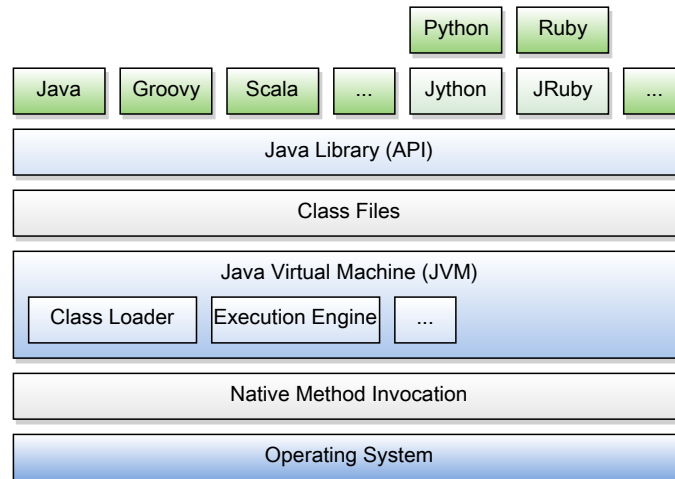 Python Ruby
Java Groovy Scala ... Jython JRuby ...
Java Library (API)
Class Files
Java Virtual Machine (JVM)
Class Loader Execution Engine ...
Native Method Invocation
Operating System